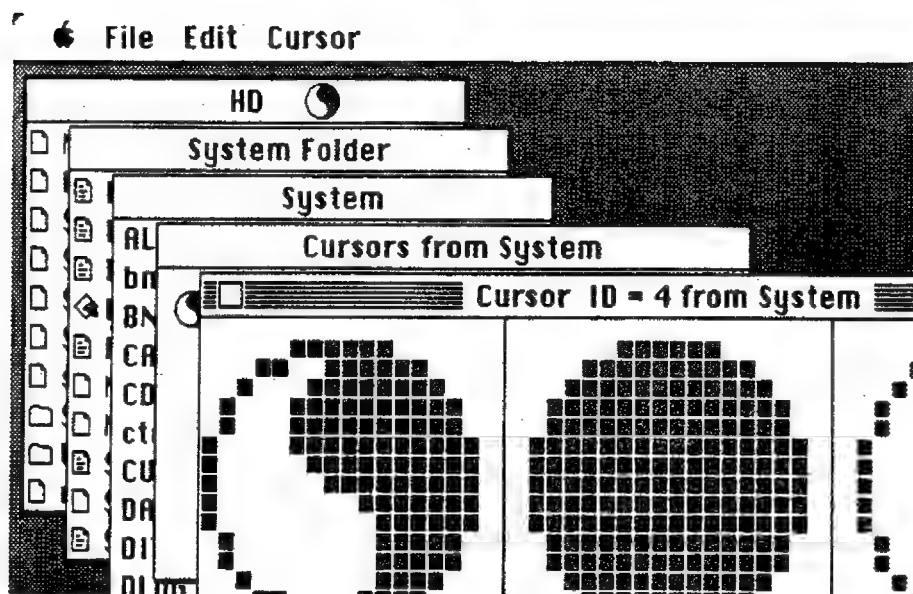 File Edit Cursor
HD
System Folder
System
Cursors from System
Cursor ID = 4 from System
AL
bn
BN
CA
CD
ct
CU
DA
DI